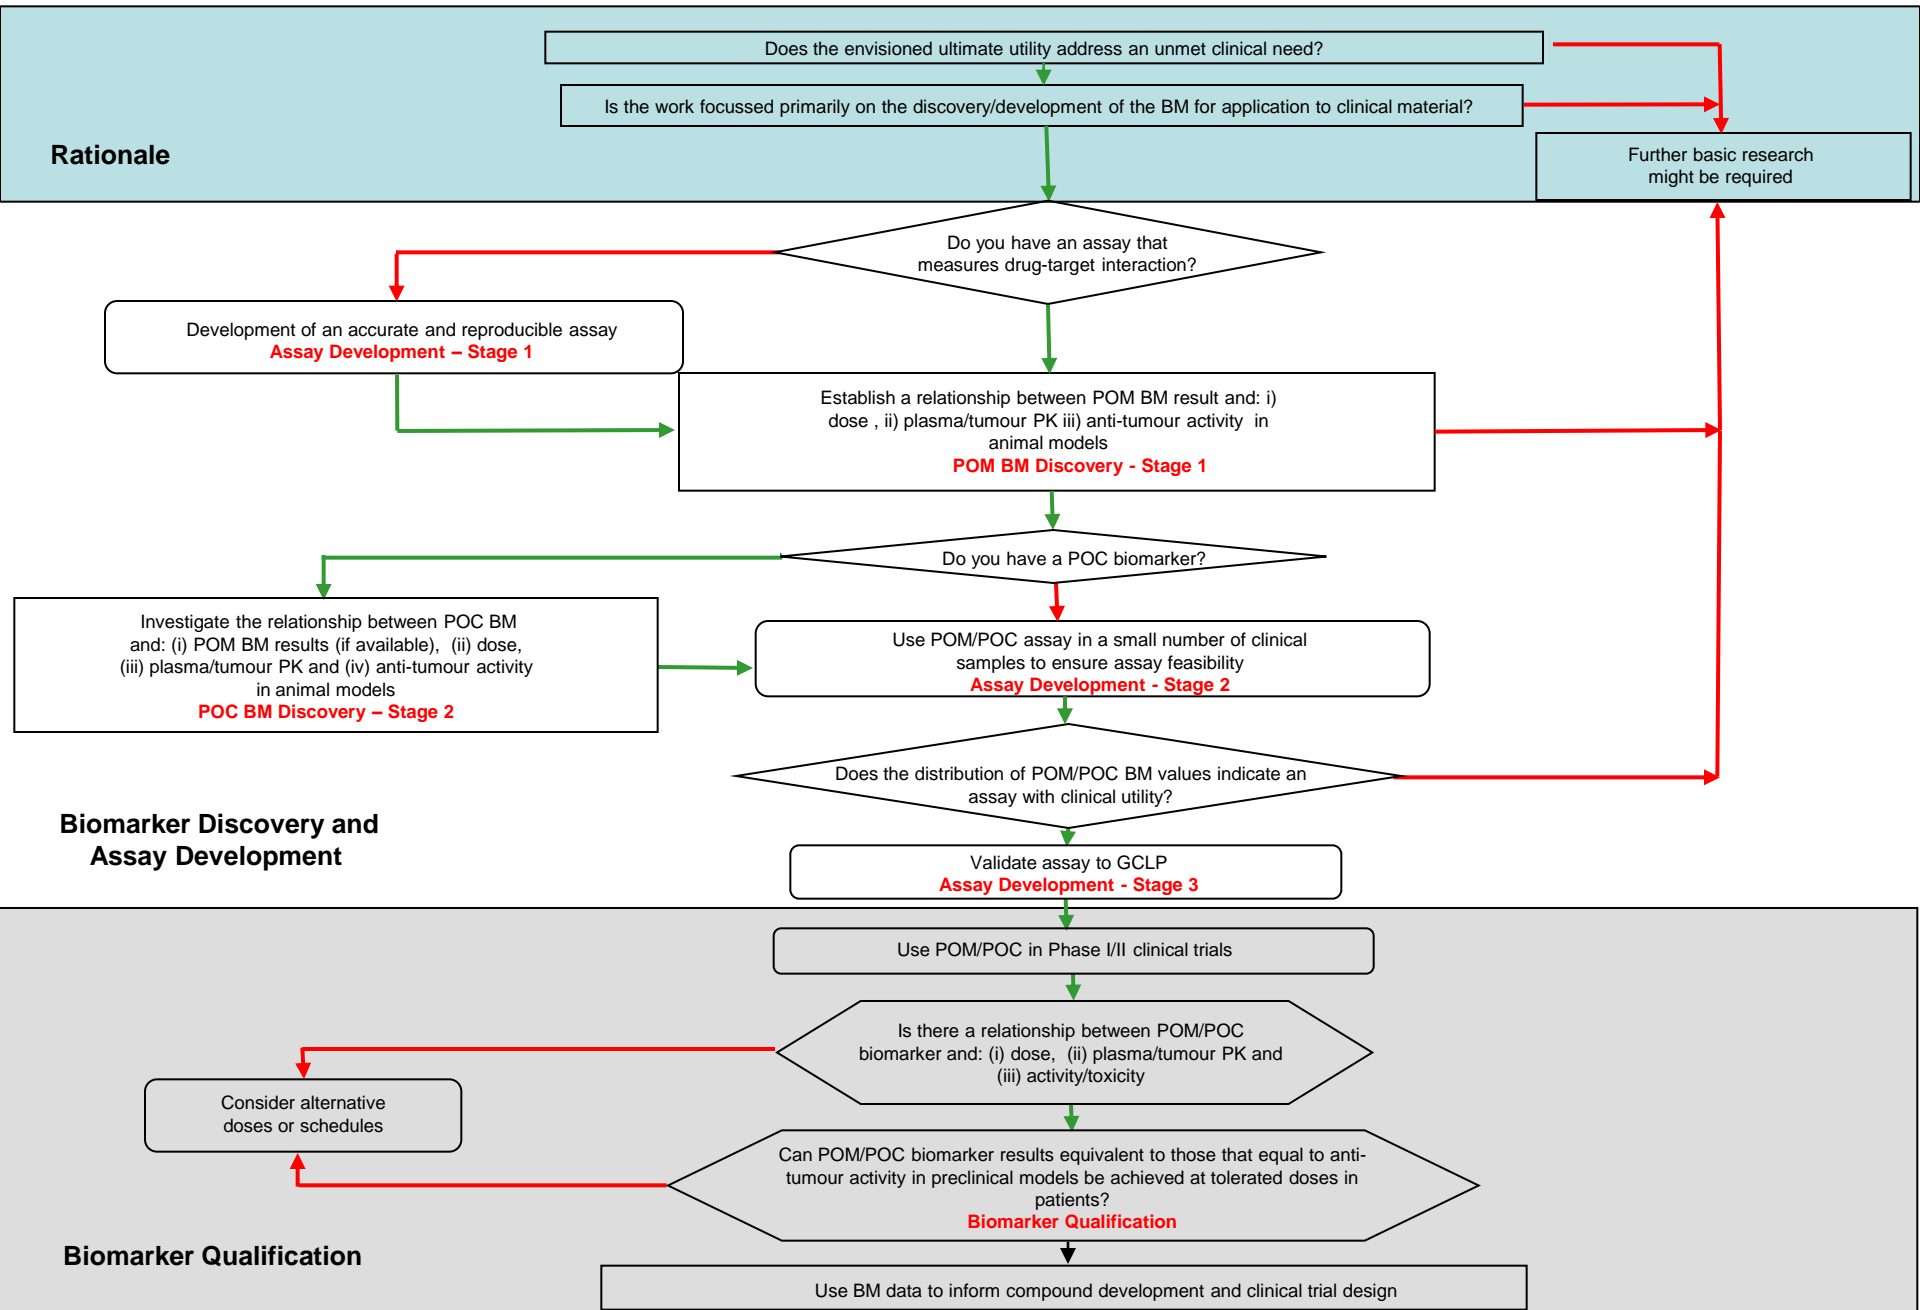 Does the envisioned ultimate utility address an unmet clinical need?
Is the work focussed primarily on the discovery/development of the BM for application to clinical material?
Rationale
Further basic research
might be required
Do you have an assay that
measures drug-target interaction?
Development of an accurate and reproducible assay
Assay Development – Stage 1
Establish a relationship between POM BM result and: i)
dose , ii) plasma/tumour PK iii) anti-tumour activity in
animal models
POM BM Discovery - Stage 1
Do you have a POC biomarker?
Investigate the relationship between POC BM
and: (i) POM BM results (if available), (ii) dose,
(iii) plasma/tumour PK and (iv) anti-tumour activity
in animal models
POC BM Discovery – Stage 2
Use POM/POC assay in a small number of clinical
samples to ensure assay feasibility
Assay Development - Stage 2
Does the distribution of POM/POC BM values indicate an
assay with clinical utility?
Biomarker Discovery and
Assay Development
Validate assay to GCLP
Assay Development - Stage 3
Use POM/POC in Phase I/II clinical trials
Is there a relationship between POM/POC
biomarker and: (i) dose, (ii) plasma/tumour PK and
(iii) activity/toxicity
Consider alternative
doses or schedules
Can POM/POC biomarker results equivalent to those that equal to anti-
tumour activity in preclinical models be achieved at tolerated doses in
patients?
Biomarker Qualification
Biomarker Qualification
Use BM data to inform compound development and clinical trial design